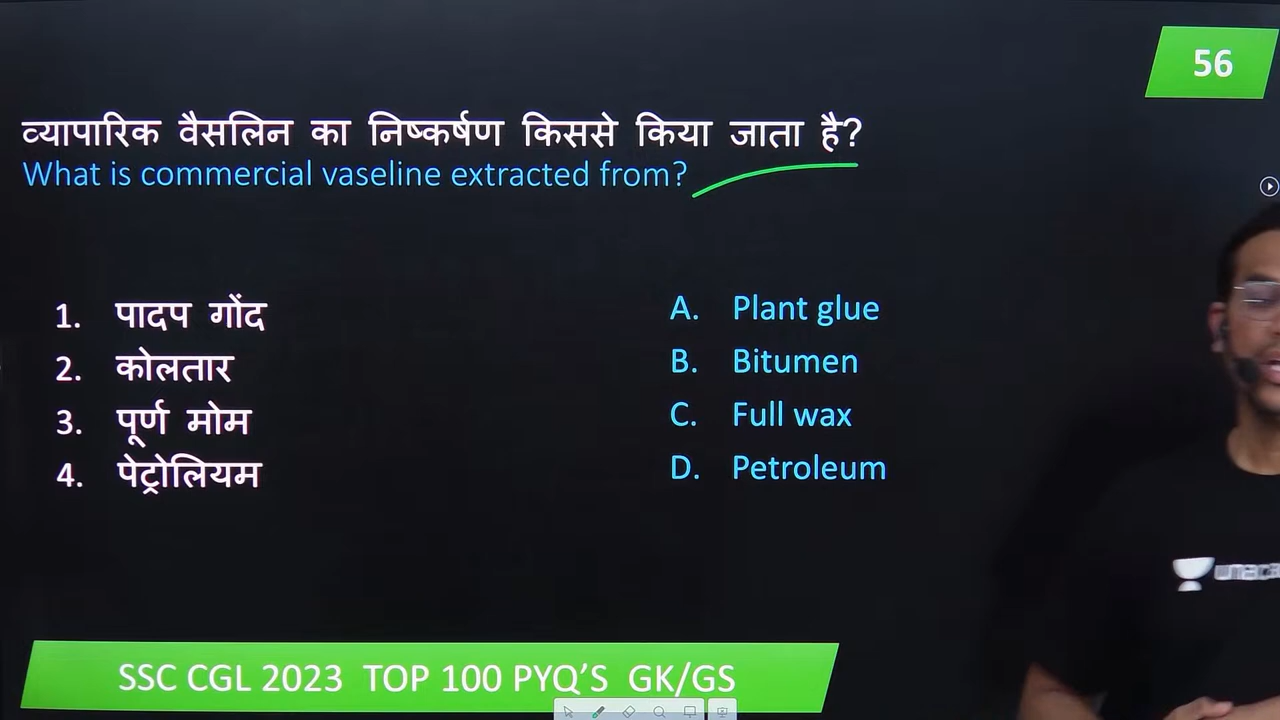 56
व्यापारिक वैसलिन का निष्कर्षण किससे किया जाता है?
What is commercial vaseline extracted from?
1. पादप गोंद
2. कोलतार
3. पूर्ण मोम
4. पेट्रोलियम
A. Plant glue
B. Bitumen
C. Full wax
D. Petroleum
SSC CGL 2023 TOP 100 PYQ'S GK/GS